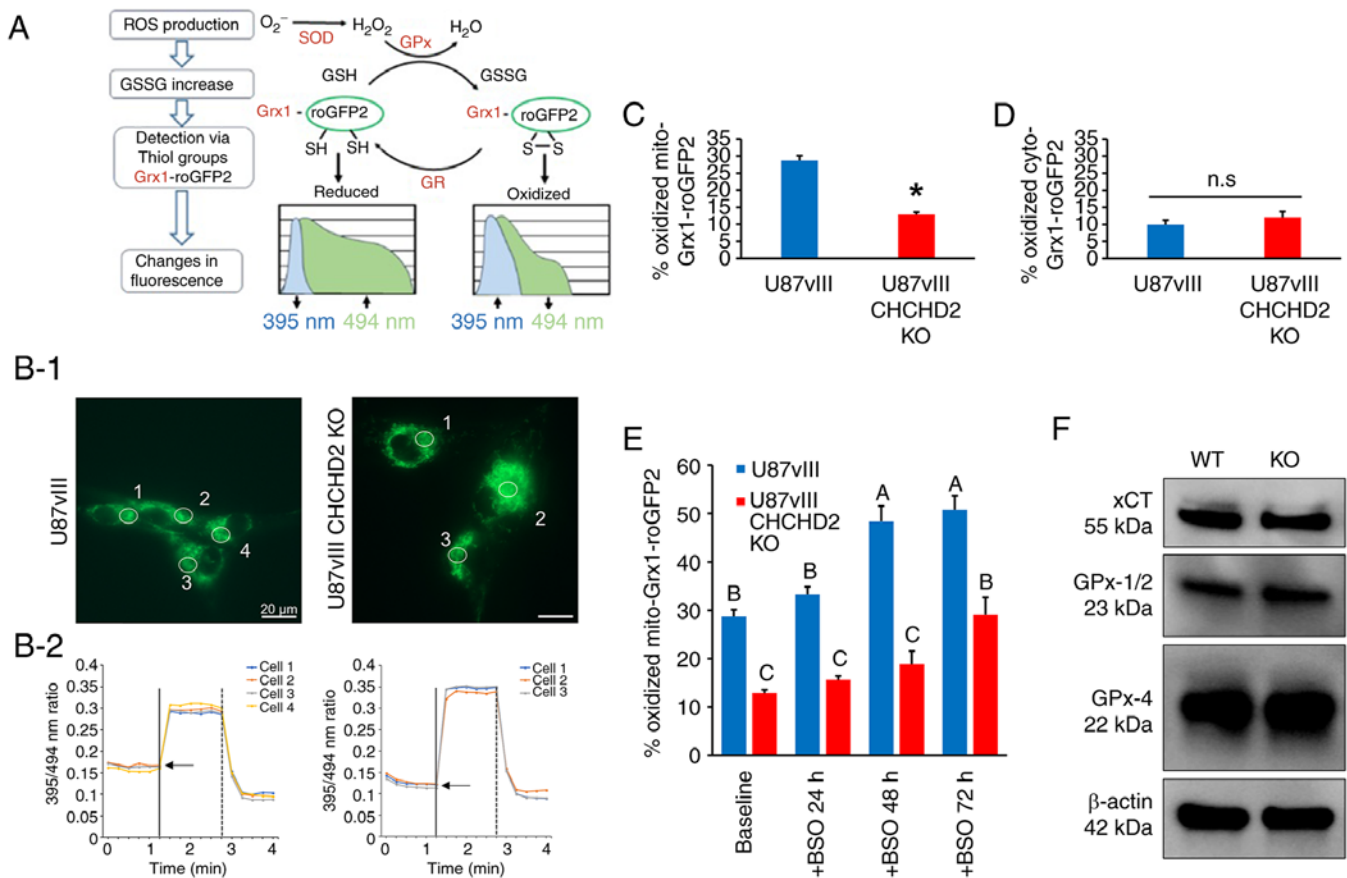 A
ROS production
GSSG increase
Detection via
Thiol groups
Grx1-roGFP2
Changes in
fluorescence
O₂⁻
SOD
H₂O₂
GPx
H₂O
GSH
GSSG
Grx1 - roGFP2
SH SH
Grx1 - roGFP2
S S
GR
Reduced
Oxidized
395 nm 494 nm
395 nm 494 nm
C
% oxidized mito-
Grx1-roGFP2
35
30
25
20
15
10
5
0
*
U87vIII
U87vIII
CHCHD2
KO
D
% oxidized cyto-
Grx1-roGFP2
35
30
25
20
15
10
5
0
n.s
U87vIII
U87vIII
CHCHD2
KO
B-1
U87vIII
1
2
3
4
20 µm
U87vIII CHCHD2 KO
1
2
3
B-2
395/494 nm ratio
0.4
0.35
0.3
0.25
0.2
0.15
0.1
0.05
0
Cell 1
Cell 2
Cell 3
Cell 4
0 1 2 3 4
Time (min)
395/494 nm ratio
0.4
0.35
0.3
0.25
0.2
0.15
0.1
0.05
0
Cell 1
Cell 2
Cell 3
0 1 2 3 4
Time (min)
E
% oxidized mito-Grx1-roGFP2
60
50
40
30
20
10
0
U87vIII
U87vIII
CHCHD2
KO
B
C
B
C
A
C
A
B
Baseline
+BSO 24 h
+BSO 48 h
+BSO 72 h
F
WT KO
xCT
55 kDa
GPx-1/2
23 kDa
GPx-4
22 kDa
β-actin
42 kDa